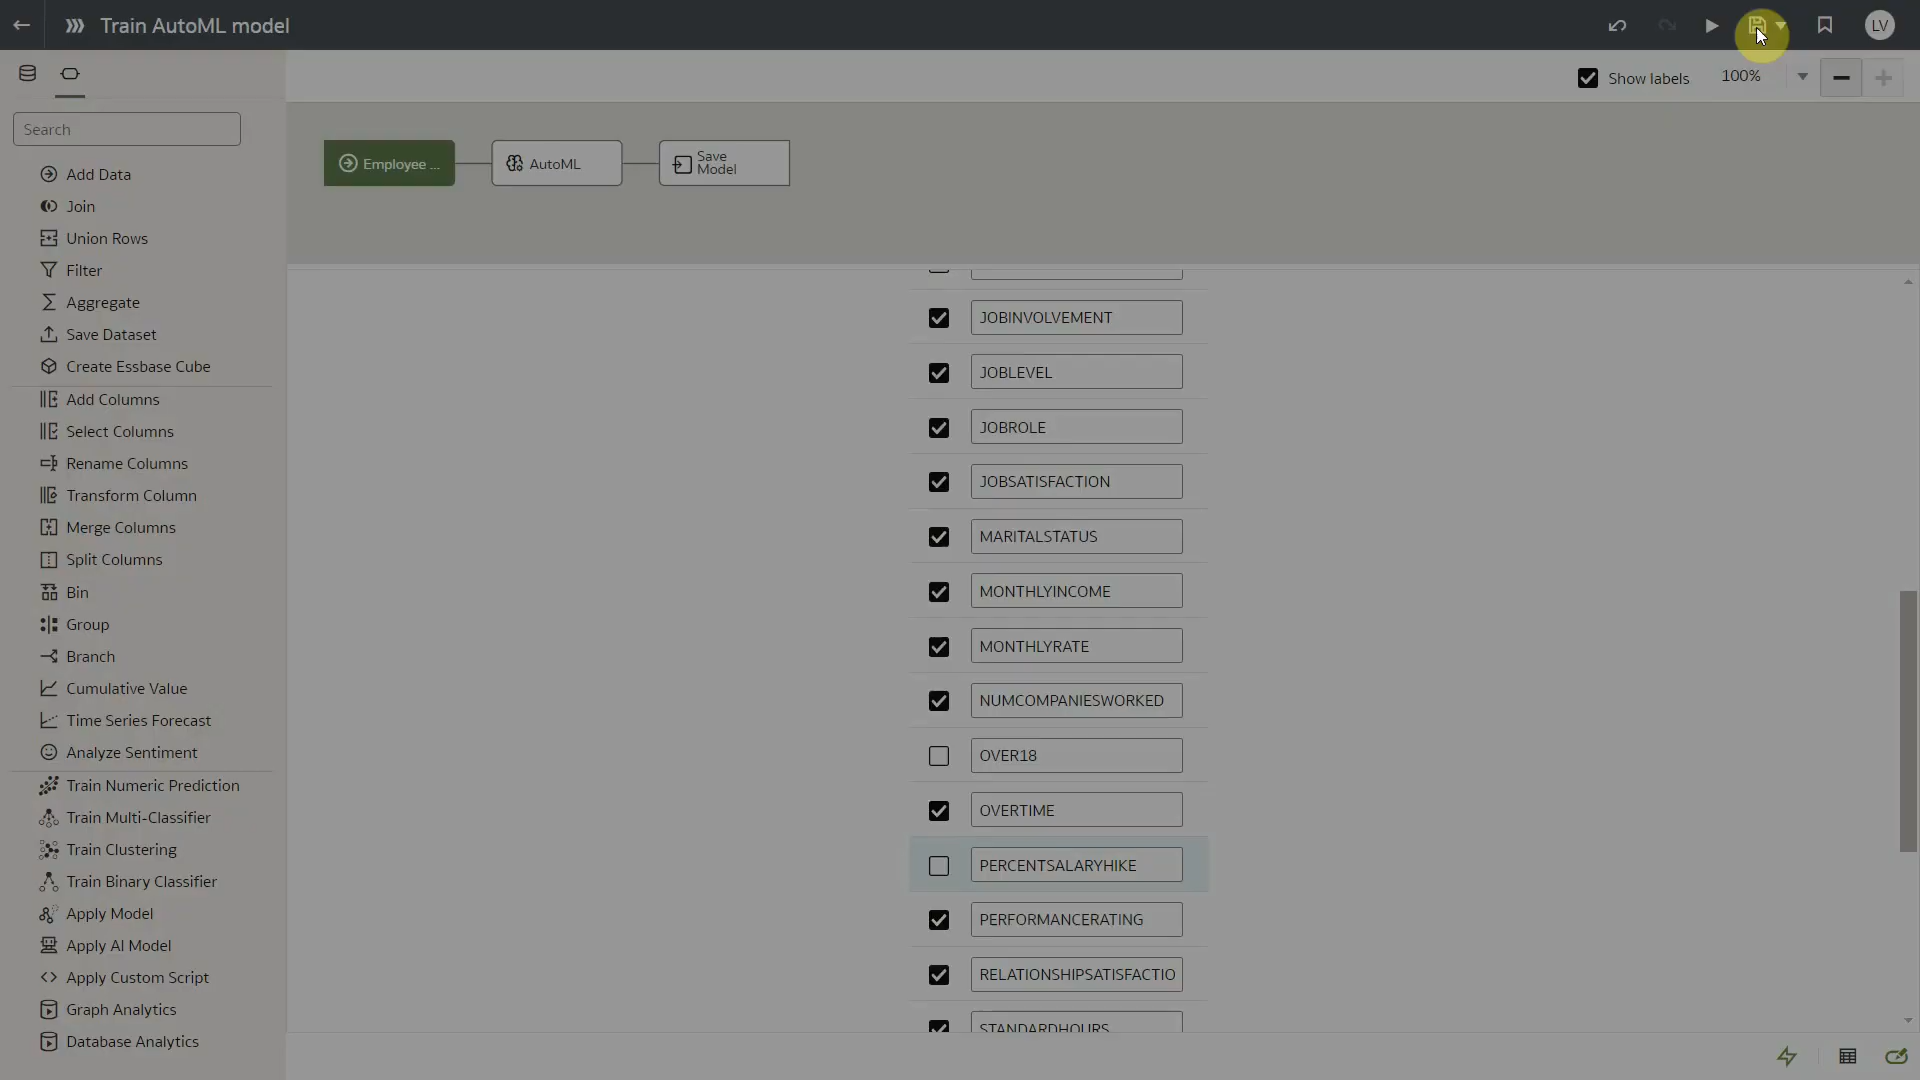 Train AutoML model
LV
Show labels
100%
Search
Employee ...
AutoML
Save
Model
Add Data
Join
Union Rows
Filter
Aggregate
Save Dataset
Create Essbase Cube
Add Columns
Select Columns
Rename Columns
Transform Column
Merge Columns
Split Columns
Bin
Group
Branch
Cumulative Value
Time Series Forecast
Analyze Sentiment
Train Numeric Prediction
Train Multi-Classifier
Train Clustering
Train Binary Classifier
Apply Model
Apply AI Model
Apply Custom Script
Graph Analytics
Database Analytics
JOBINVOLVEMENT
JOBLEVEL
JOBROLE
JOBSATISFACTION
MARITALSTATUS
MONTHLYINCOME
MONTHLYRATE
NUMCOMPANIESWORKED
OVER18
OVERTIME
PERCENTSALARYHIKE
PERFORMANCERATING
RELATIONSHIPSATISFACTIO
STANDARDHOURS